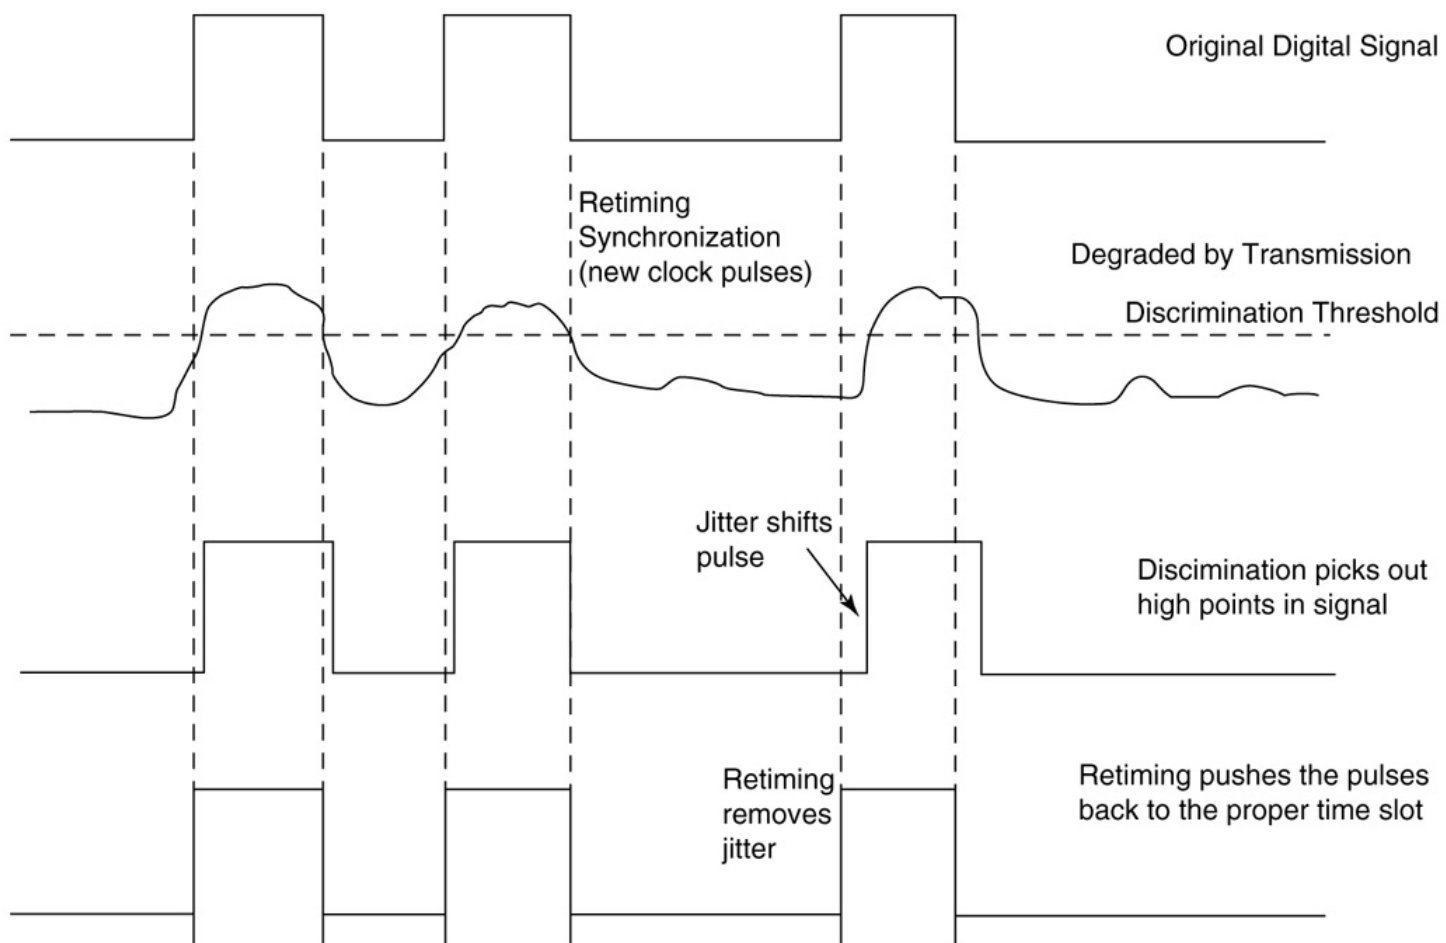 Original Digital Signal
Retiming
Synchronization
(new clock pulses)
Degraded by Transmission
Discrimination Threshold
Jitter shifts
pulse
Discimination picks out
high points in signal
Retiming
removes
jitter
Retiming pushes the pulses
back to the proper time slot